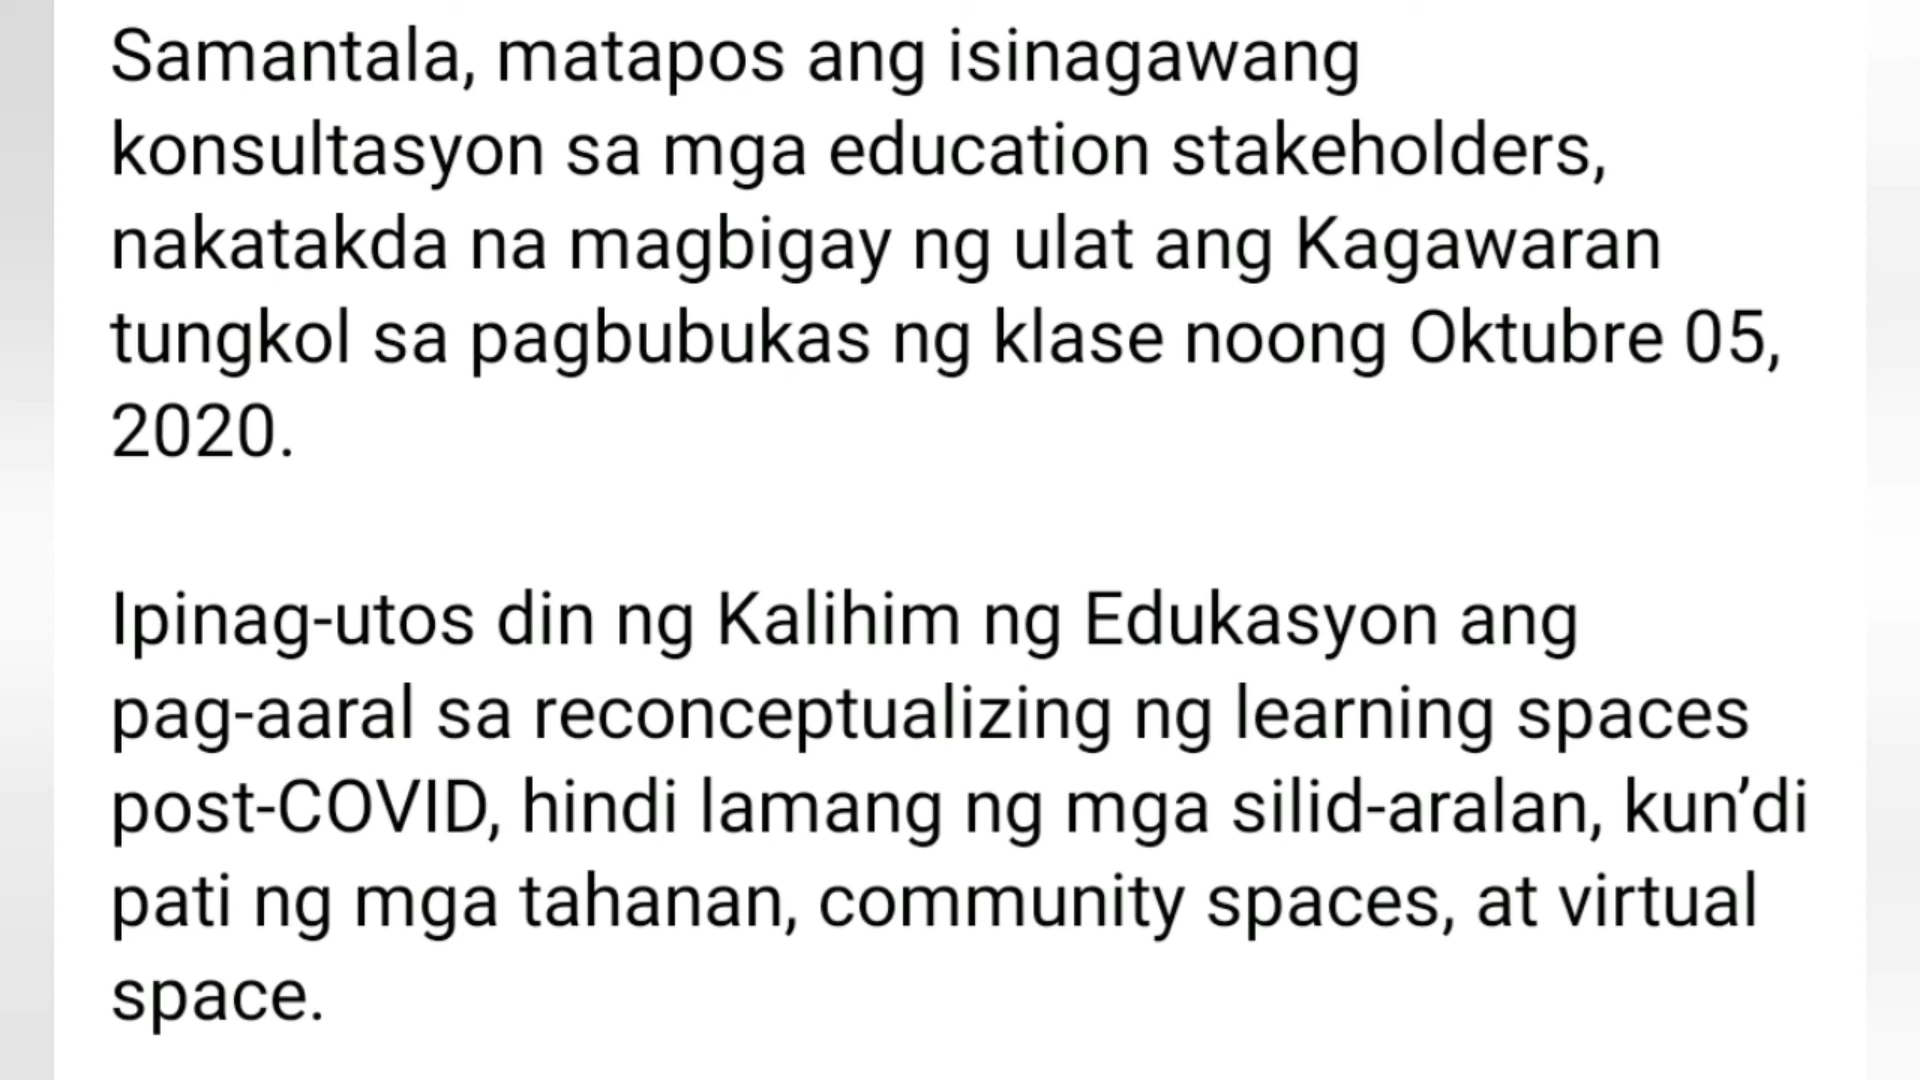 Samantala, matapos ang isinagawang
konsultasyon sa mga education stakeholders,
nakatakda na magbigay ng ulat ang Kagawaran
tungkol sa pagbubukas ng klase noong Oktubre 05,
2020.
Ipinag-utos din ng Kalihim ng Edukasyon ang
pag-aaral sa reconceptualizing ng learning spaces
post-COVID, hindi lamang ng mga silid-aralan, kun’di
pati ng mga tahanan, community spaces, at virtual
space.